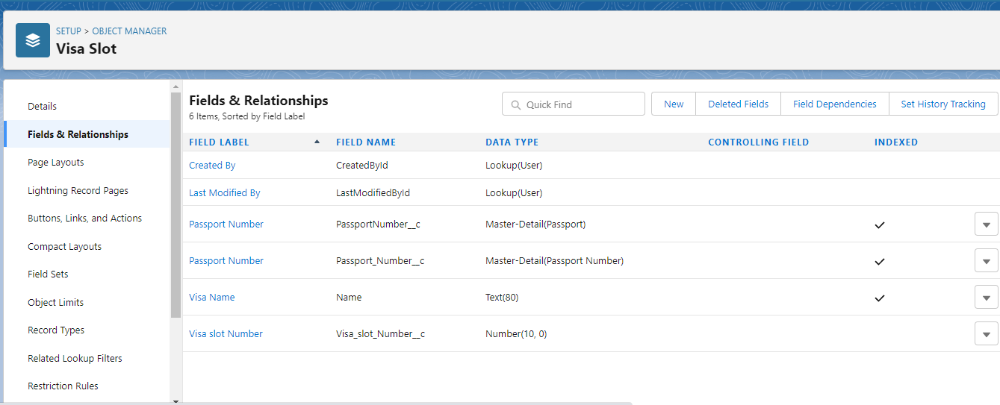 SETUP > OBJECT MANAGER
Visa Slot
Details
Fields & Relationships
Page Layouts
Lightning Record Pages
Buttons, Links, and Actions
Compact Layouts
Field Sets
Object Limits
Record Types
Related Lookup Filters
Restriction Rules
Fields & Relationships
6 Items, Sorted by Field Label
Quick Find
New Deleted Fields Field Dependencies Set History Tracking
FIELD LABEL FIELD NAME DATA TYPE CONTROLLING FIELD INDEXED
Created By CreatedById Lookup(User)
Last Modified By LastModifiedById Lookup(User)
Passport Number PassportNumber__c Master-Detail(Passport)
Passport Number Passport_Number__c Master-Detail(Passport Number)
Visa Name Name Text(80)
Visa slot Number Visa_slot_Number__c Number(10, 0)